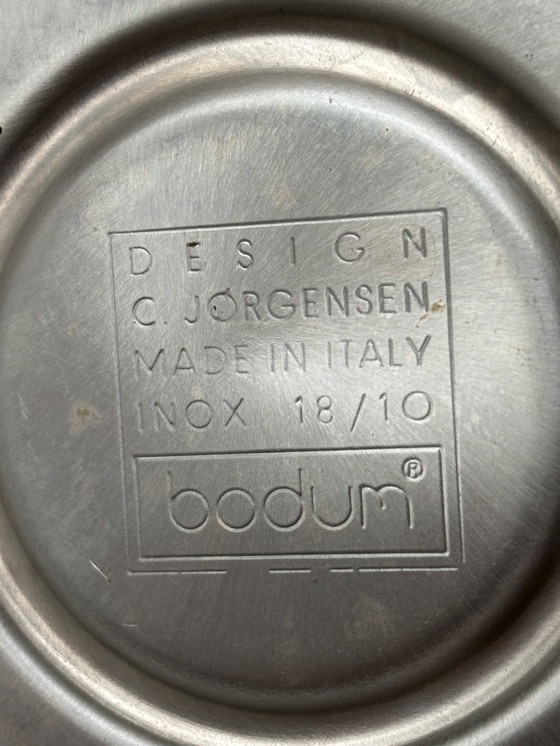 DESIGN
C. JØRGENSEN
MADE IN ITALY
INOX 18/10
bodum®